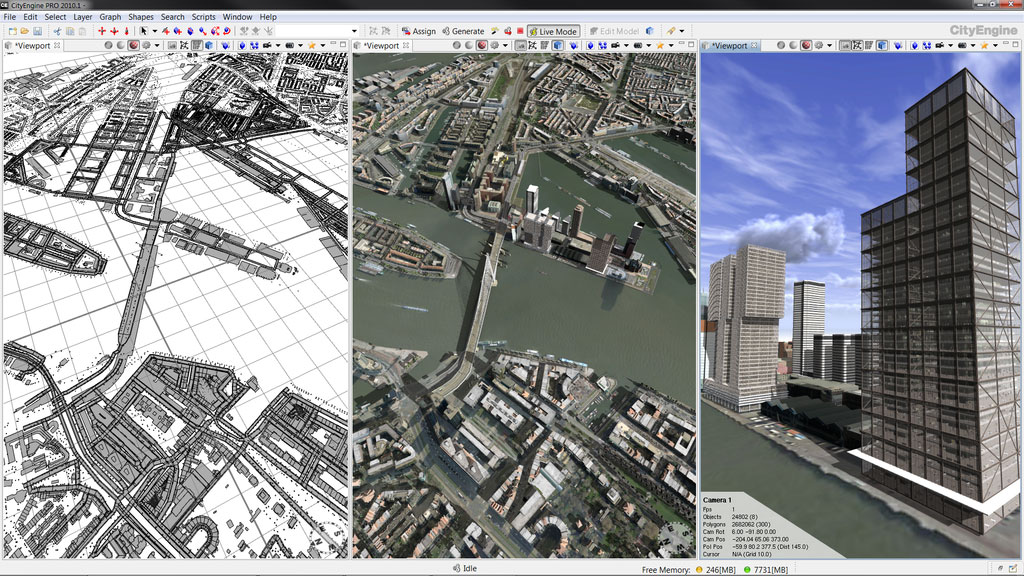 CityEngine PRO 2010.1 -
File Edit Select Layer Graph Shapes Search Scripts Window Help
Assign Generate Live Mode Edit Model CityEngine
*Viewport *Viewport *Viewport
Camera 1
Fps 1
Objects 24802 (8)
Polygons 2682062 (300)
Cam Rot 6.00 -91.80 0.00
Cam Pos -204.04 65.06 373.00
PoI Pos -59.9 80.2 377.5 (Dist 145.0)
Cursor N/A (Grid 10.0)
Idle Free Memory: 246[MB] 7731[MB]